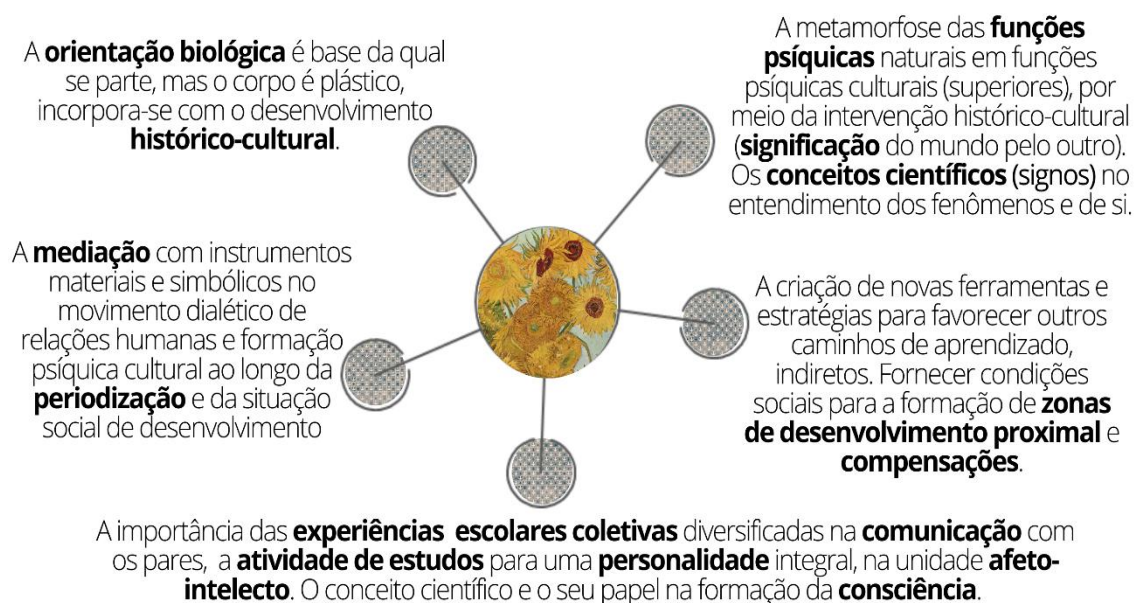 A orientação biológica é base da qual
se parte, mas o corpo é plástico,
incorpora-se com o desenvolvimento
histórico-cultural.
A metamorfose das funções
psíquicas naturais em funções
psíquicas culturais (superiores), por
meio da intervenção histórico-cultural
(significação do mundo pelo outro).
Os conceitos científicos (signos) no
entendimento dos fenômenos e de si.
A mediação com instrumentos
materiais e simbólicos no
movimento dialético de
relações humanas e formação
psíquica cultural ao longo da
periodização e da situação
social de desenvolvimento
A criação de novas ferramentas e
estratégias para favorecer outros
caminhos de aprendizado,
indiretos. Fornecer condições
sociais para a formação de zonas
de desenvolvimento proximal e
compensações.
A importância das experiências escolares coletivas diversificadas na comunicação com
os pares, a atividade de estudos para uma personalidade integral, na unidade afeto-
intelecto. O conceito científico e o seu papel na formação da consciência.